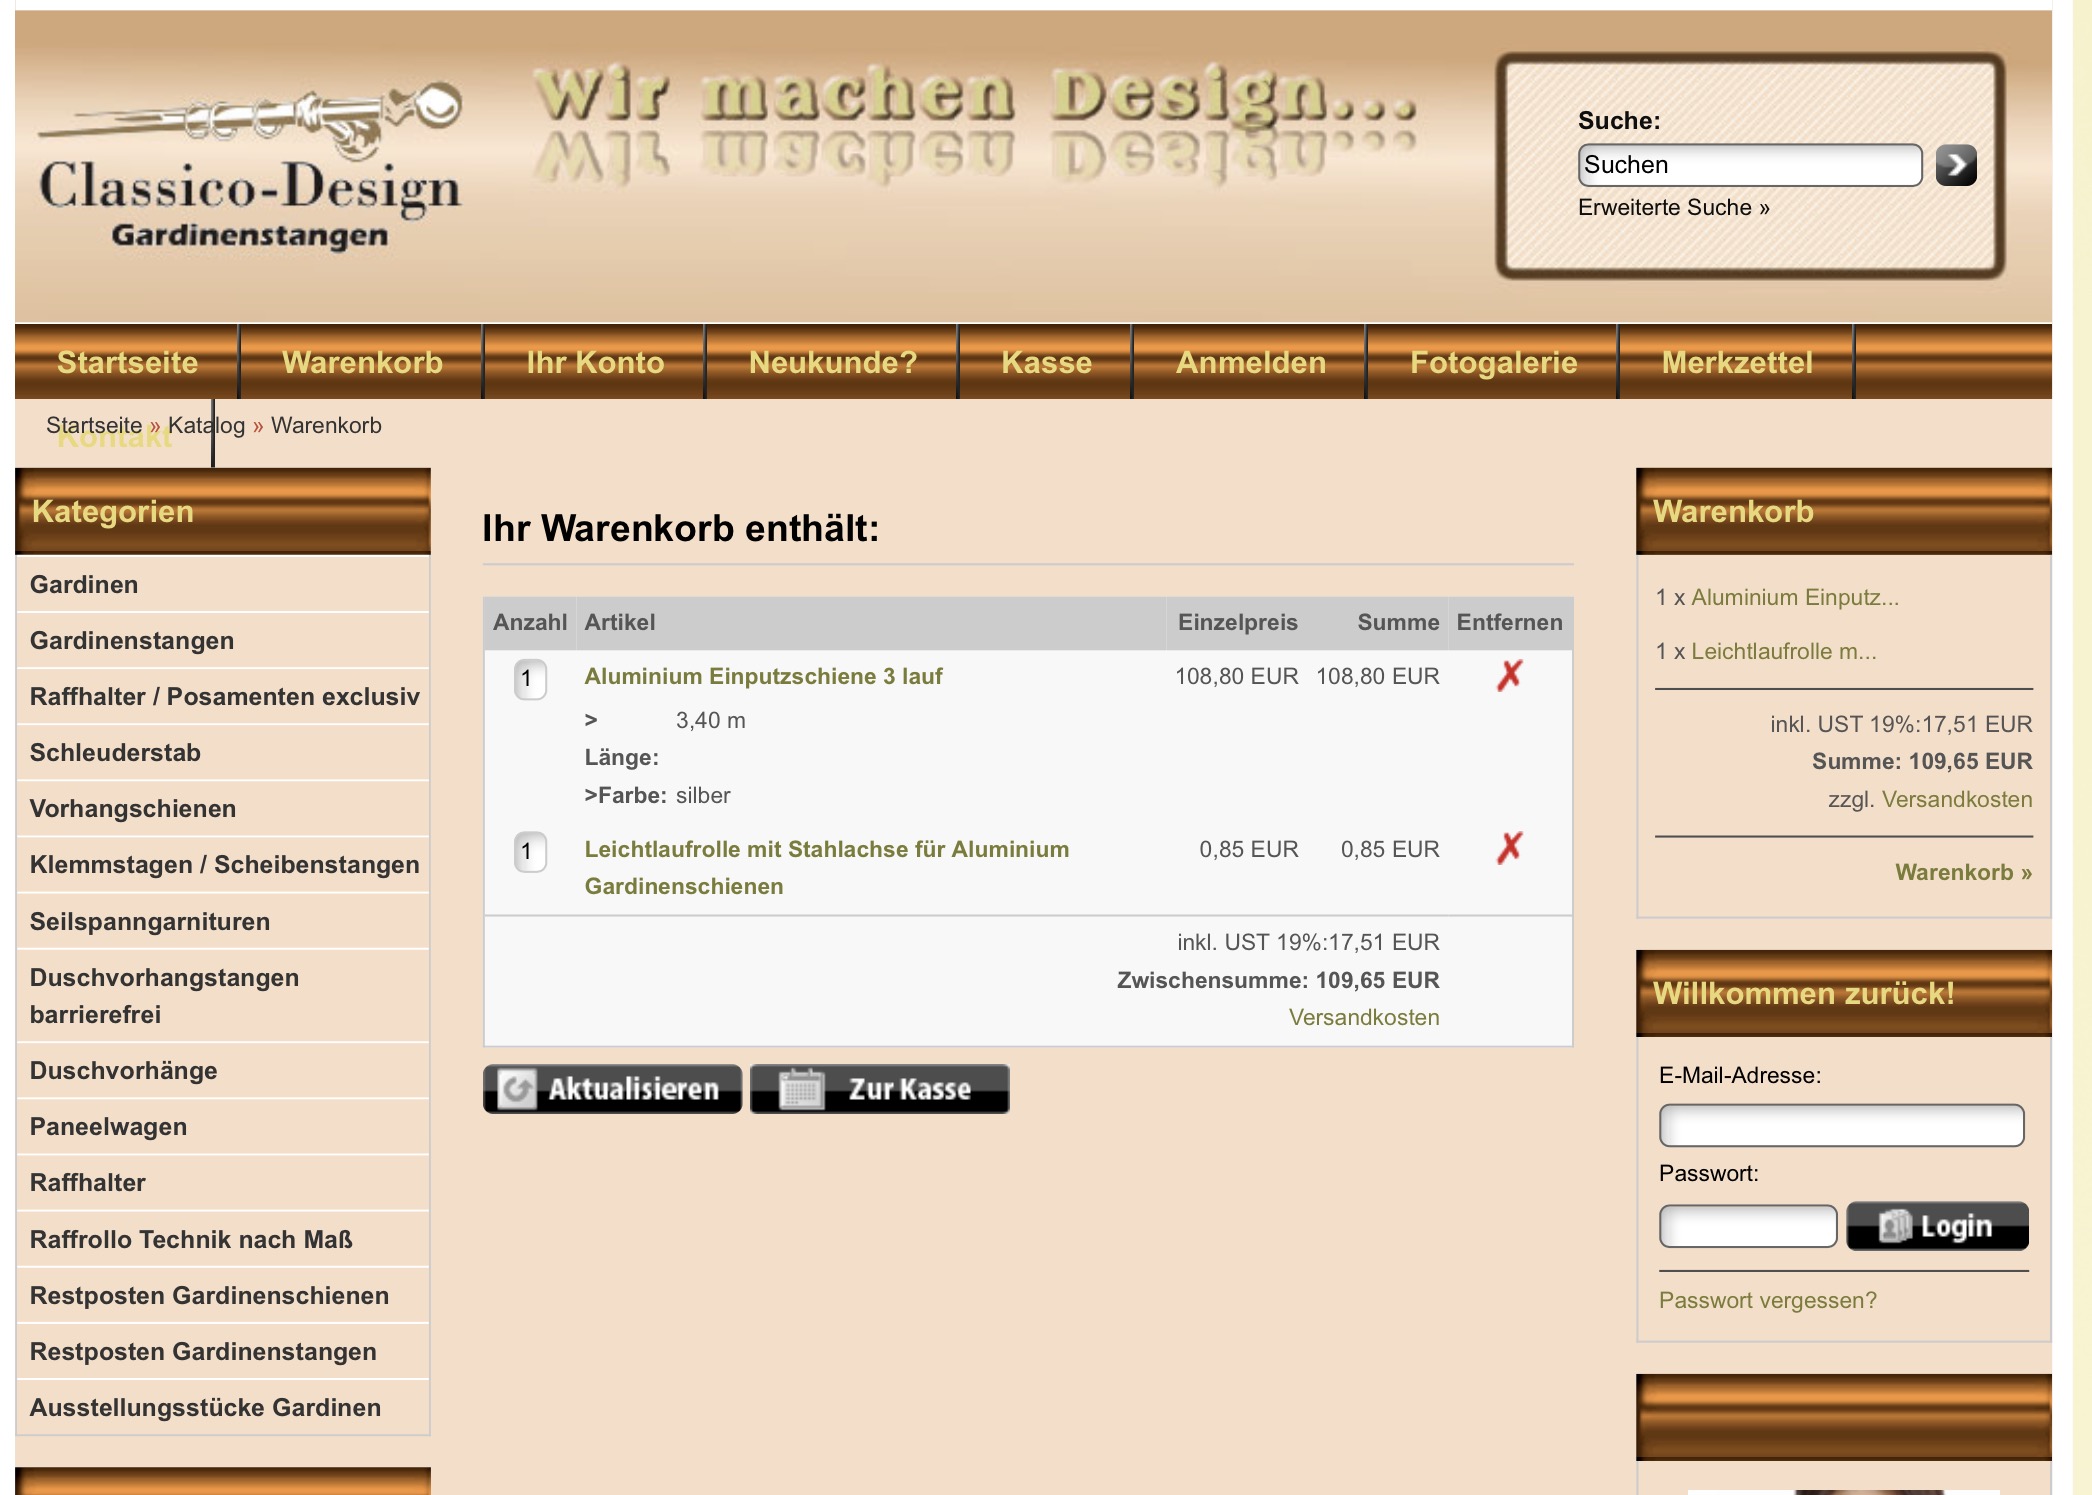 Classico-Design
Gardinenstangen
Wir machen Design...
Suche:
Suchen
Erweiterte Suche »
Startseite
Warenkorb
Ihr Konto
Neukunde?
Kasse
Anmelden
Fotogalerie
Merkzettel
Kontakt
Startseite » Katalog » Warenkorb
Kategorien
Gardinen
Gardinenstangen
Raffhalter / Posamenten exclusiv
Schleuderstab
Vorhangschienen
Klemmstagen / Scheibenstangen
Seilspanngarnituren
Duschvorhangstangen
barrierefrei
Duschvorhänge
Paneelwagen
Raffhalter
Raffrollo Technik nach Maß
Restposten Gardinenschienen
Restposten Gardinenstangen
Ausstellungsstücke Gardinen
Ihr Warenkorb enthält:
Anzahl Artikel Einzelpreis Summe Entfernen
1 Aluminium Einputzschiene 3 lauf 108,80 EUR 108,80 EUR
> 3,40 m
Länge:
>Farbe: silber
1 Leichtlaufrolle mit Stahlachse für Aluminium 0,85 EUR 0,85 EUR
Gardinenschienen
inkl. UST 19%:17,51 EUR
Zwischensumme: 109,65 EUR
Versandkosten
Aktualisieren
Zur Kasse
Warenkorb
1 x Aluminium Einputz...
1 x Leichtlaufrolle m...
inkl. UST 19%:17,51 EUR
Summe: 109,65 EUR
zzgl. Versandkosten
Warenkorb »
Willkommen zurück!
E-Mail-Adresse:
Passwort:
Login
Passwort vergessen?